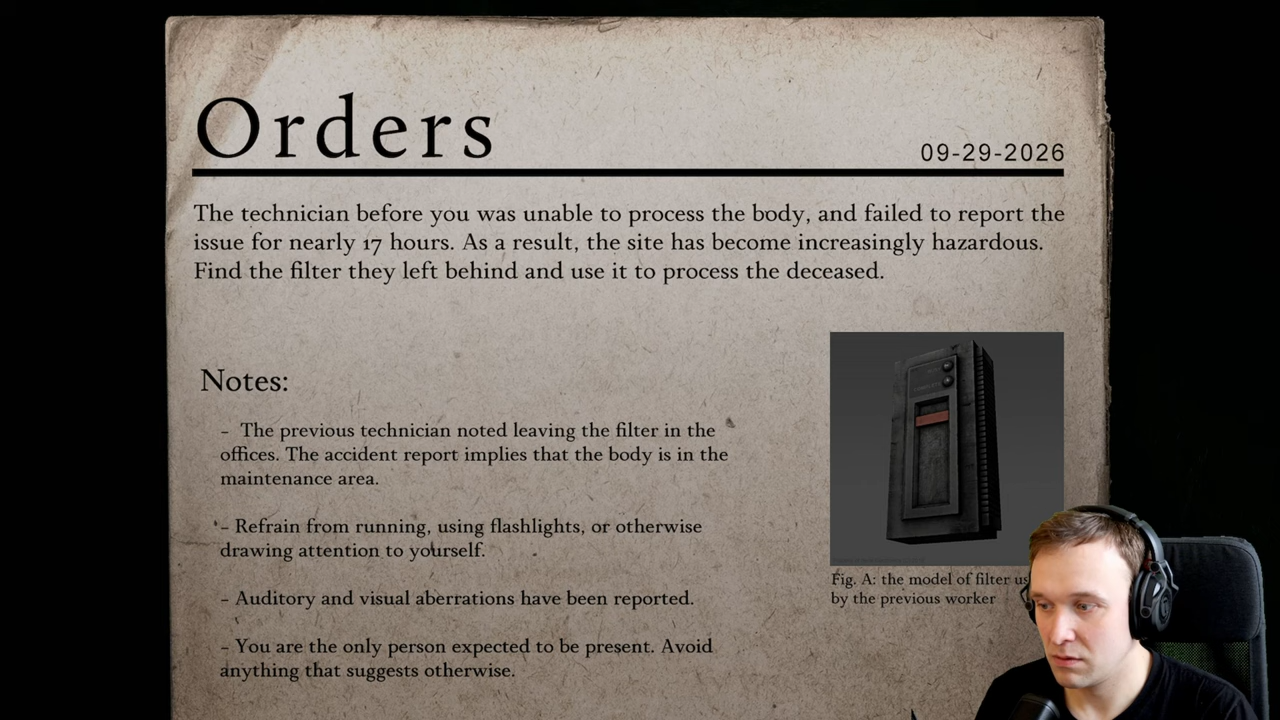 Orders
09-29-2026
The technician before you was unable to process the body, and failed to report the
issue for nearly 17 hours. As a result, the site has become increasingly hazardous.
Find the filter they left behind and use it to process the deceased.
Notes:
- The previous technician noted leaving the filter in the
offices. The accident report implies that the body is in the
maintenance area.
- Refrain from running, using flashlights, or otherwise
drawing attention to yourself.
- Auditory and visual aberrations have been reported.
- You are the only person expected to be present. Avoid
anything that suggests otherwise.
Fig. A: the model of filter
by the previous worker